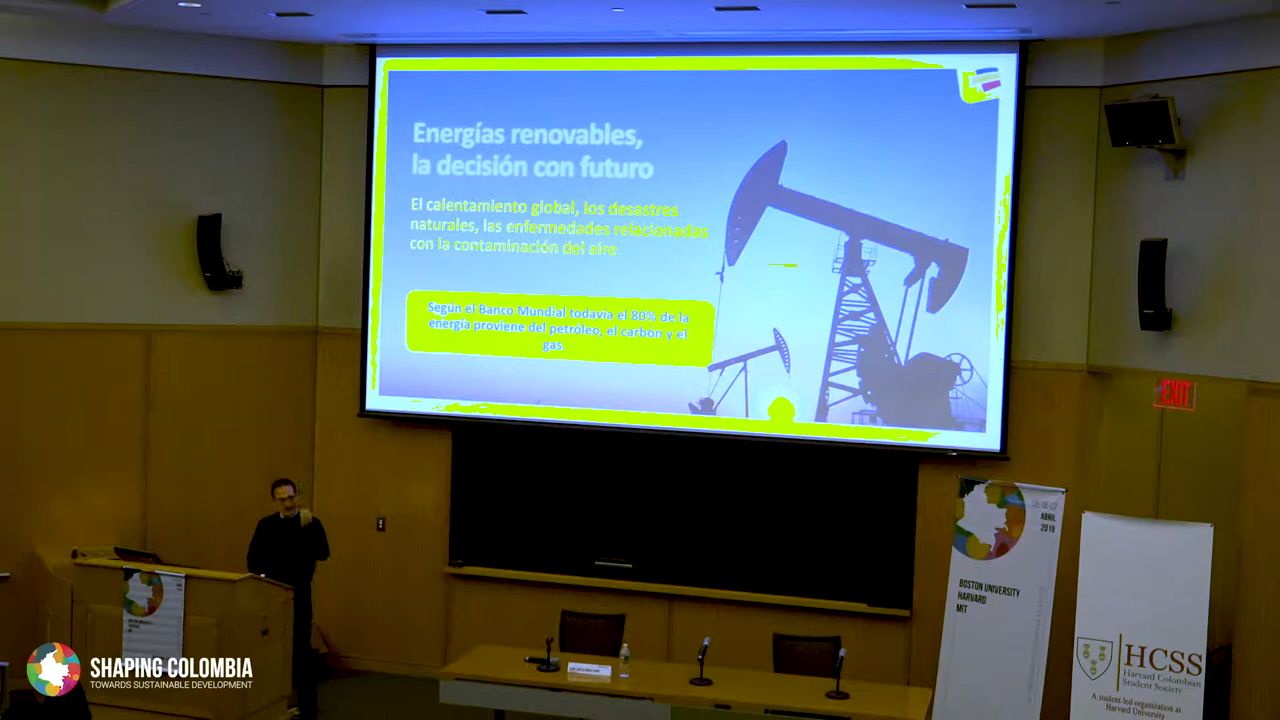 Energías renovables,
la decisión con futuro
El calentamiento global, los desastres
naturales, las enfermedades relacionadas
con la contaminación del aire
Según el Banco Mundial todavía el 80% de la
energía proviene del petróleo, el carbón y el
gas.
EXIT
ABRIL
2019
BOSTON UNIVERSITY
HARVARD
MIT
HCSS
Harvard Colombian
Student Society
A student led organization at
Harvard University
SHAPING COLOMBIA
TOWARDS SUSTAINABLE DEVELOPMENT